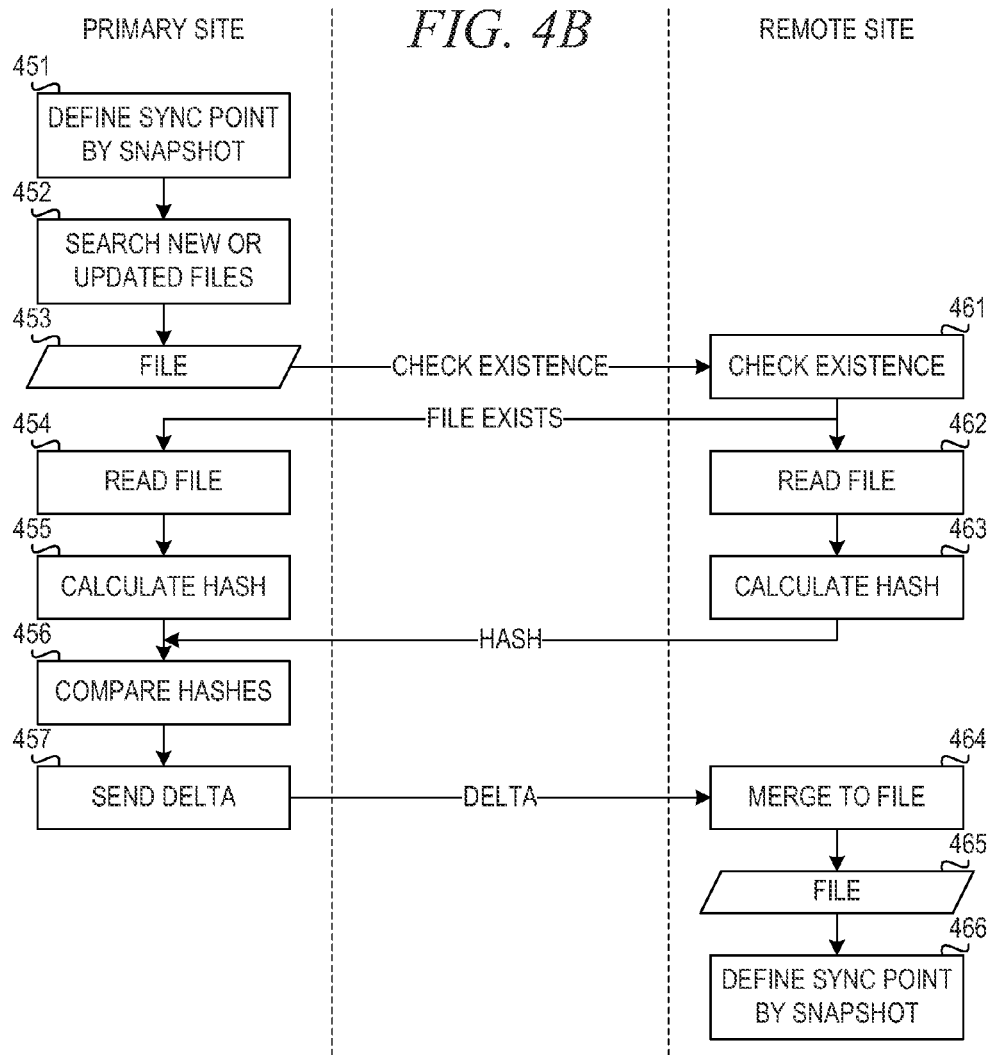 PRIMARY SITE
FIG. 4B
REMOTE SITE
451
DEFINE SYNC POINT
BY SNAPSHOT
452
SEARCH NEW OR
UPDATED FILES
453
FILE
CHECK EXISTENCE
461
CHECK EXISTENCE
FILE EXISTS
454
READ FILE
462
READ FILE
455
CALCULATE HASH
463
CALCULATE HASH
HASH
456
COMPARE HASHES
457
SEND DELTA
DELTA
464
MERGE TO FILE
465
FILE
466
DEFINE SYNC POINT
BY SNAPSHOT